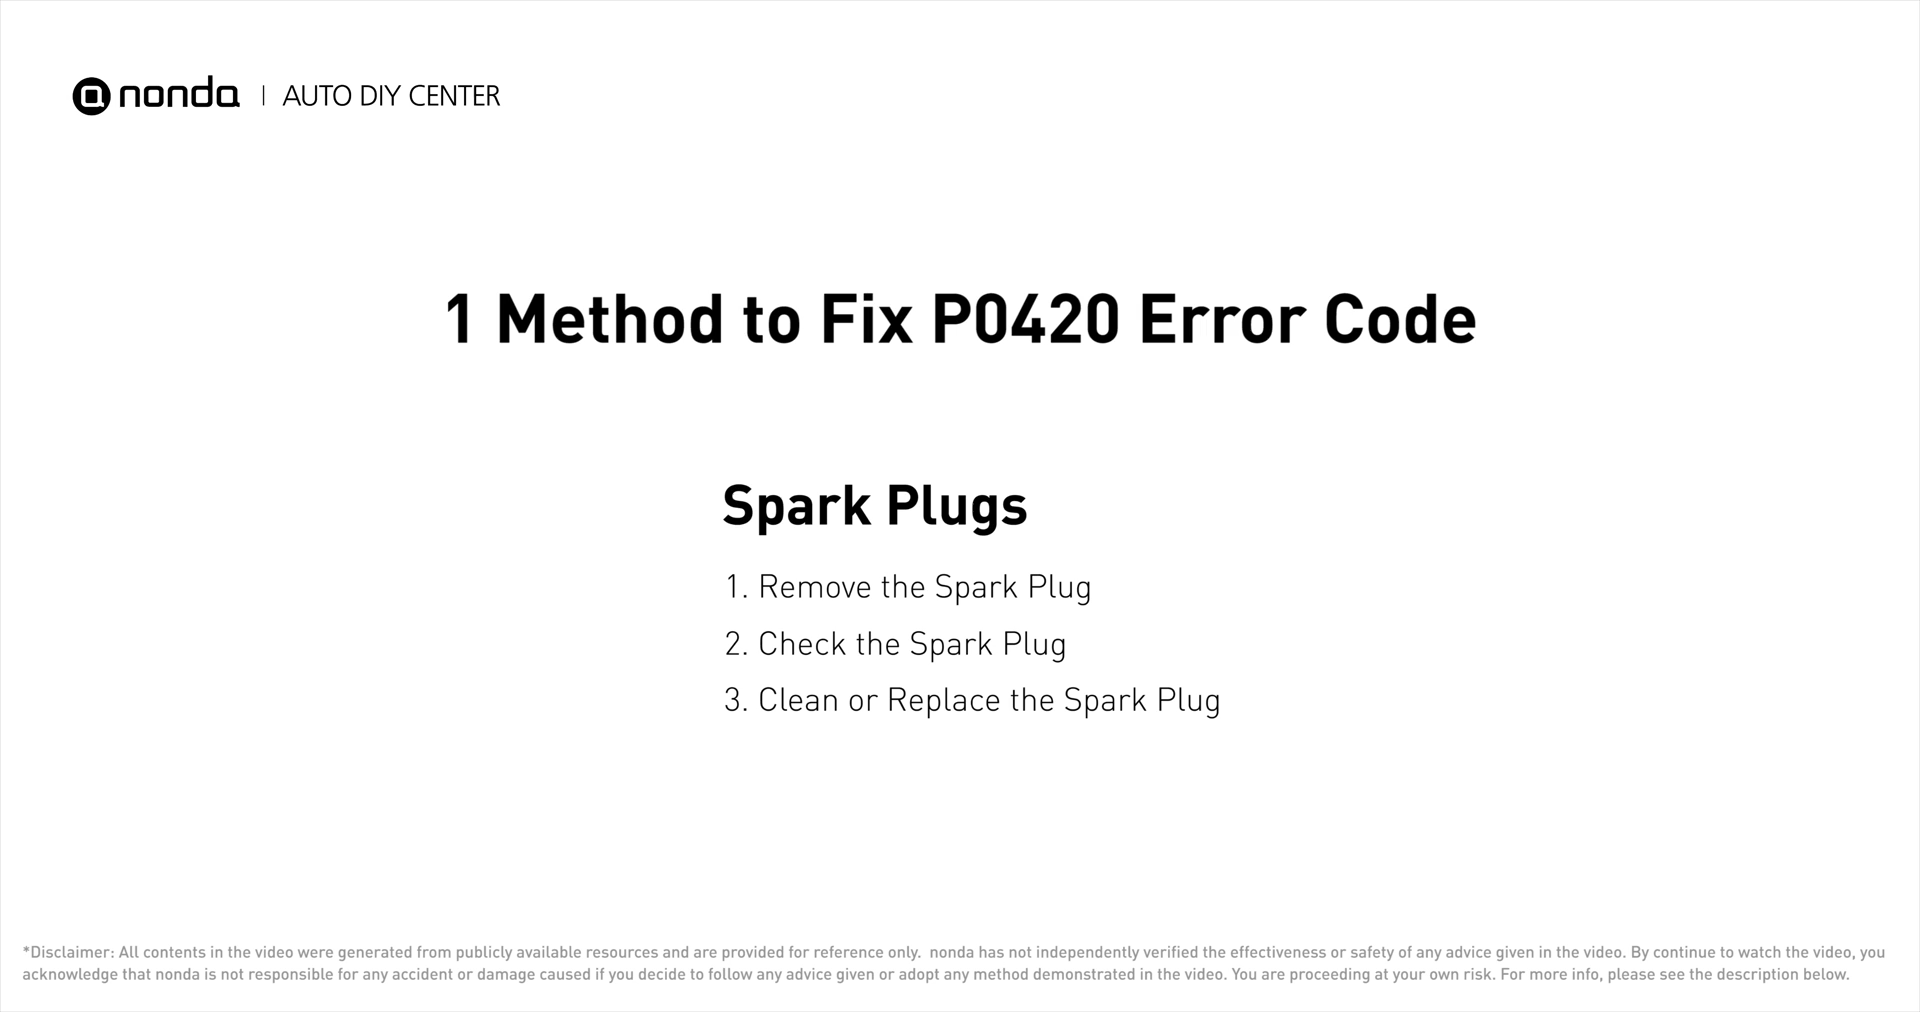 nonda | AUTO DIY CENTER
1 Method to Fix P0420 Error Code
Spark Plugs
1. Remove the Spark Plug
2. Check the Spark Plug
3. Clean or Replace the Spark Plug
*Disclaimer: All contents in the video were generated from publicly available resources and are provided for reference only. nonda has not independently verified the effectiveness or safety of any advice given in the video. By continue to watch the video, you
acknowledge that nonda is not responsible for any accident or damage caused if you decide to follow any advice given or adopt any method demonstrated in the video. You are proceeding at your own risk. For more info, please see the description below.